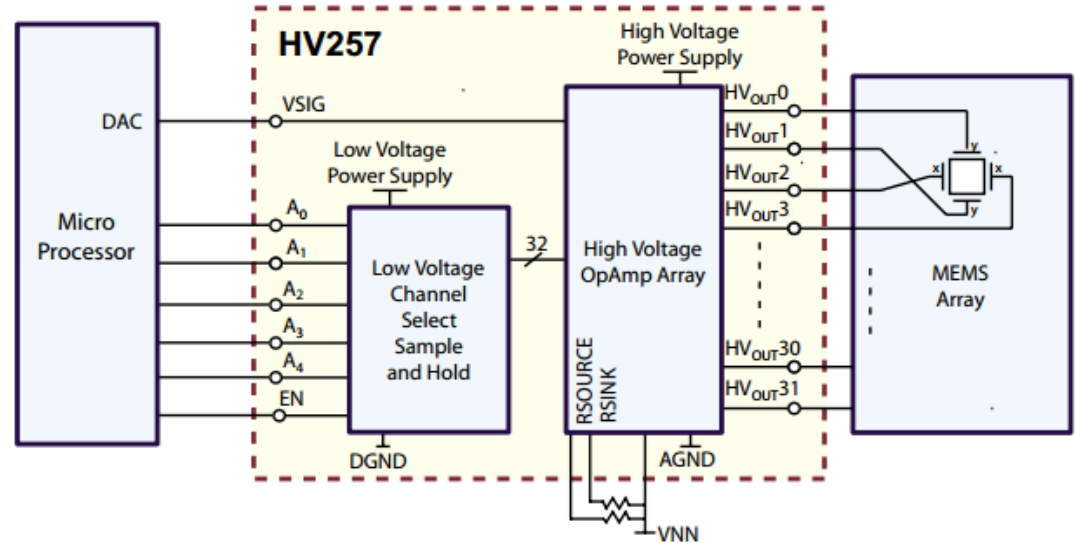 HV257
High Voltage
Power Supply
DAC
VSIG
Low Voltage
Power Supply
Micro
Processor
A0
A1
A2
A3
A4
EN
Low Voltage
Channel
Select
Sample
and Hold
DGND
32
High Voltage
OpAmp Array
RSOURCE
RSINK
AGND
VNN
HVOUT0
HVOUT1
HVOUT2
HVOUT3
HVOUT30
HVOUT31
y
x
x
y
MEMS
Array